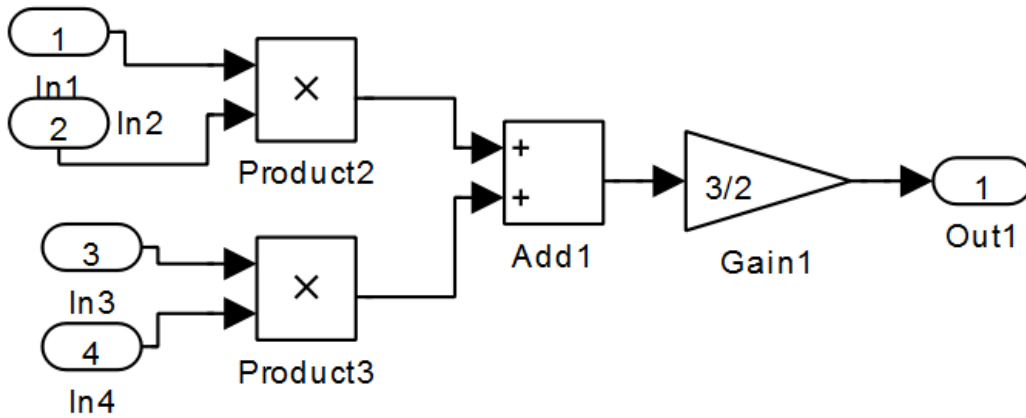 1
In1
2
In2
×
Product2
3
In3
4
In4
×
Product3
+
+
Add1
3/2
Gain1
1
Out1